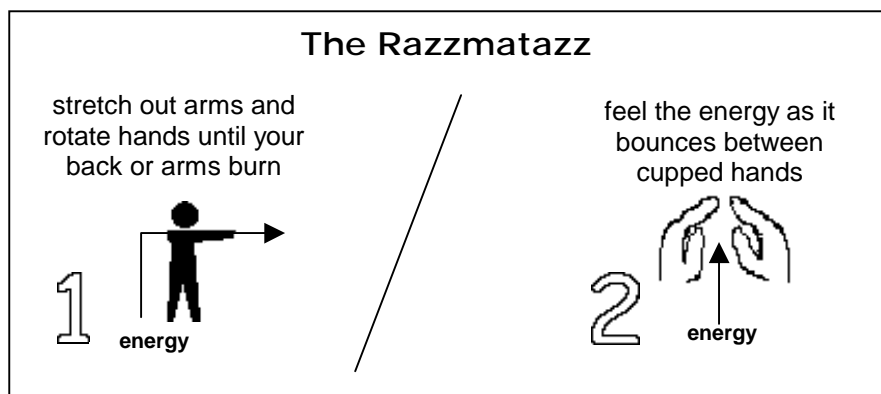 The Razzmatazz
stretch out arms and
rotate hands until your
back or arms burn
1
energy
feel the energy as it
bounces between
cupped hands
2
energy